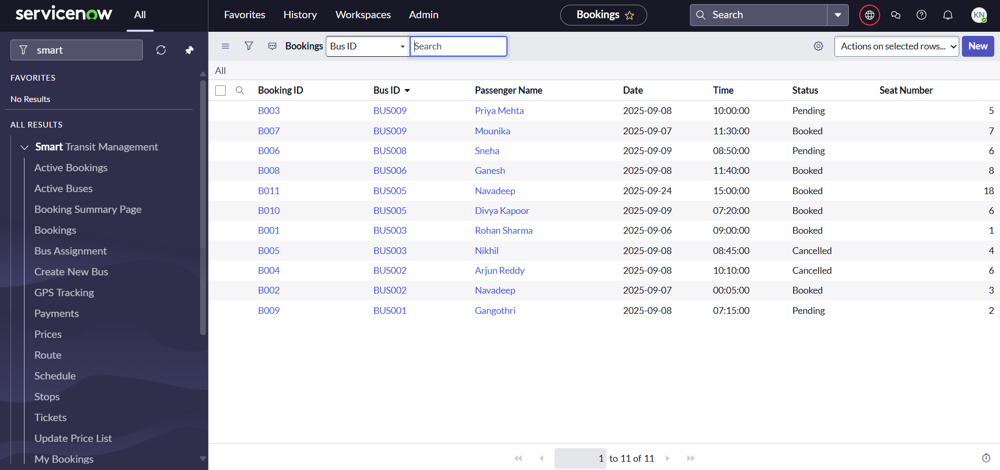 servicenow All Favorites History Workspaces Admin Bookings Search KN
smart
FAVORITES
No Results
ALL RESULTS
Smart Transit Management
Active Bookings
Active Buses
Booking Summary Page
Bookings
Bus Assignment
Create New Bus
GPS Tracking
Payments
Prices
Route
Schedule
Stops
Tickets
Update Price List
My Bookings
Bookings Bus ID Search Actions on selected rows... New
All
Booking ID Bus ID Passenger Name Date Time Status Seat Number
B003 BUS009 Priya Mehta 2025-09-08 10:00:00 Pending 5
B007 BUS009 Mounika 2025-09-07 11:30:00 Booked 7
B006 BUS008 Sneha 2025-09-09 08:50:00 Pending 6
B008 BUS006 Ganesh 2025-09-08 11:40:00 Booked 8
B011 BUS005 Navadeep 2025-09-24 15:00:00 Booked 18
B010 BUS005 Divya Kapoor 2025-09-09 07:20:00 Booked 6
B001 BUS003 Rohan Sharma 2025-09-06 09:00:00 Booked 1
B005 BUS003 Nikhil 2025-09-08 08:45:00 Cancelled 4
B004 BUS002 Arjun Reddy 2025-09-08 10:10:00 Cancelled 6
B002 BUS002 Navadeep 2025-09-07 00:05:00 Booked 3
B009 BUS001 Gangothri 2025-09-08 07:15:00 Pending 2
1 to 11 of 11